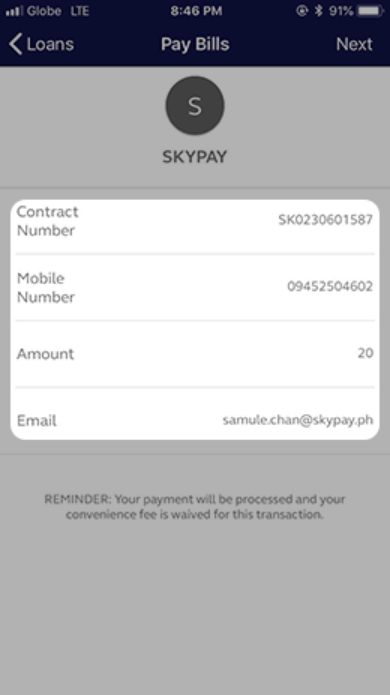 Globe LTE 8:46 PM 91%
Loans Pay Bills Next
S
SKYPAY
Contract
Number
SK0230601587
Mobile
Number
09452504602
Amount 20
Email samule.chan@skypay.ph
REMINDER: Your payment will be processed and your
convenience fee is waived for this transaction.